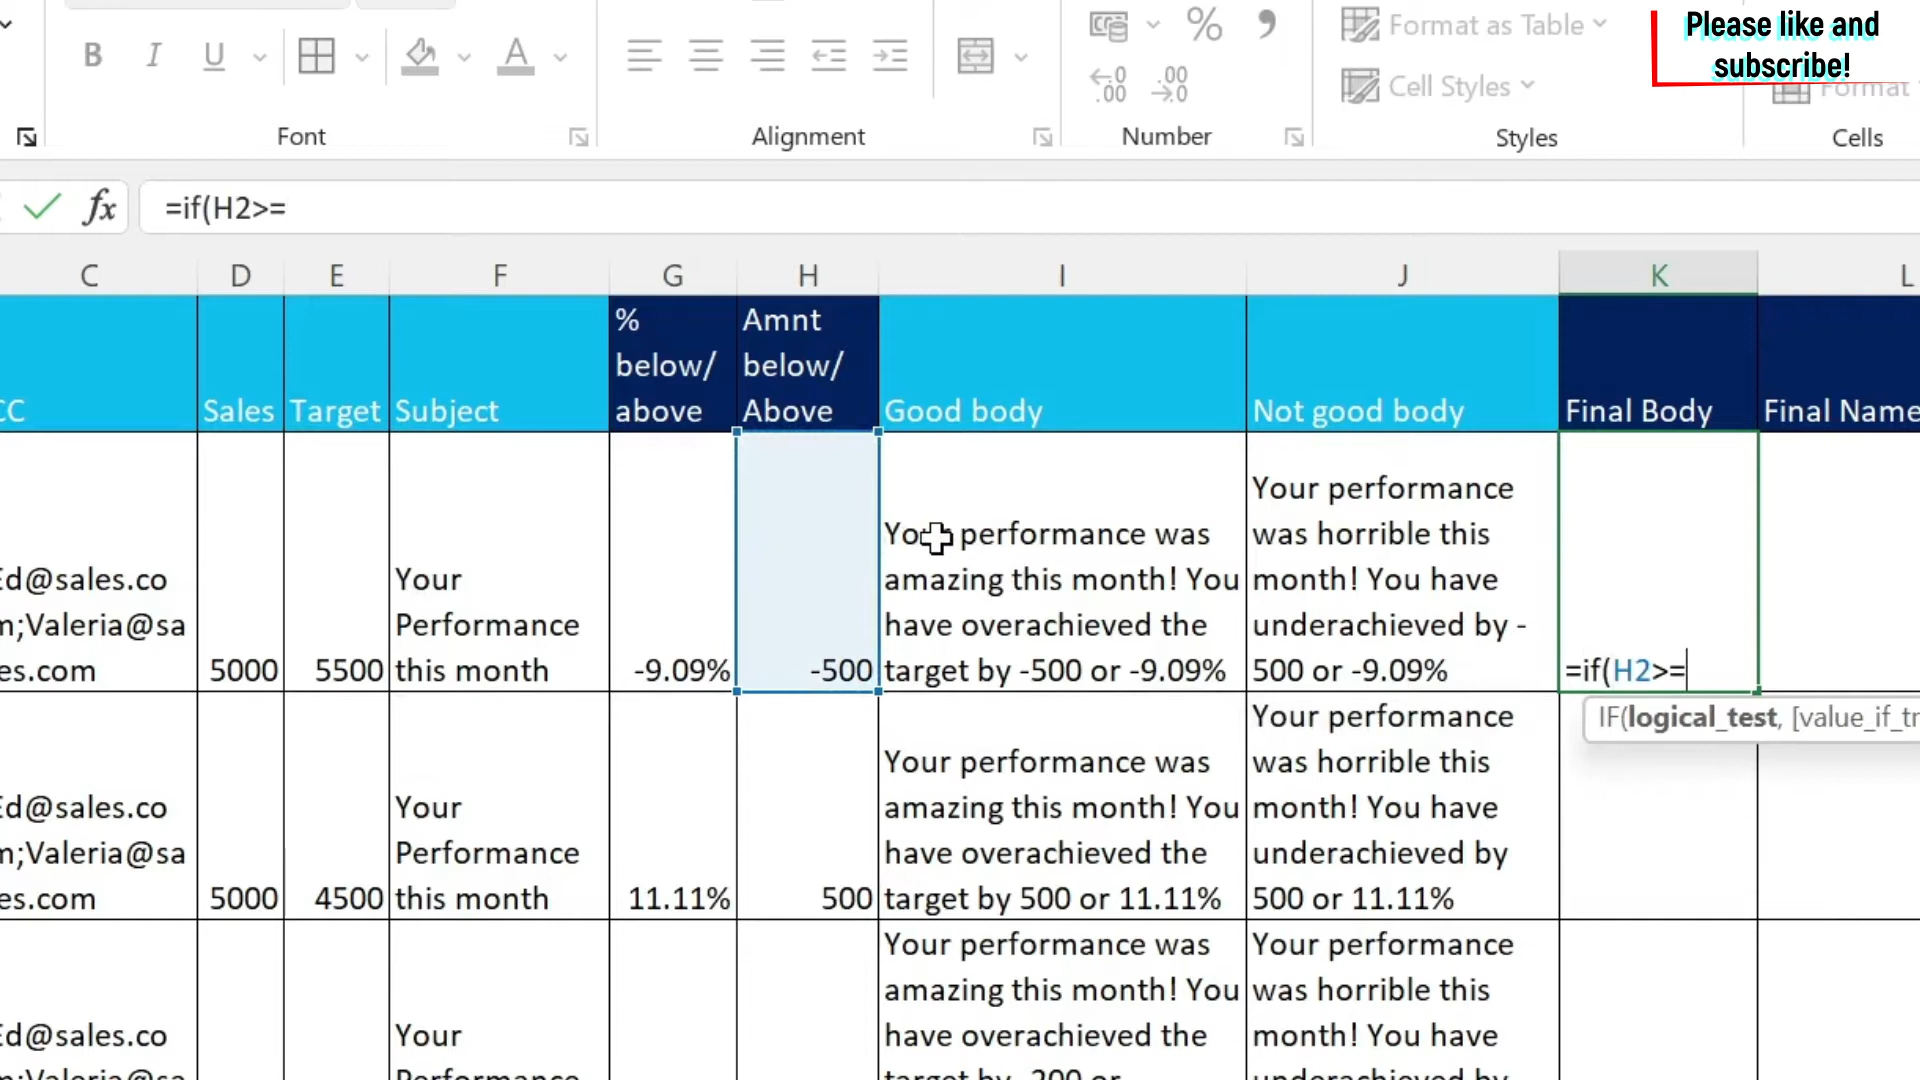 Please like and
subscribe!
B I U A
% ,
Format as Table
Cell Styles
Format
Font Alignment Number Styles Cells
fx =if(H2>=
C D E F G H I J K L
CC Sales Target Subject
%
below/
above
Amnt
below/
Above
Good body Not good body Final Body Final Name
Ed@sales.co
m;Valeria@sa
es.com
5000 5500
Your
Performance
this month
-9.09% -500
performance was
amazing this month! You
have overachieved the
target by -500 or -9.09%
Your performance
was horrible this
month! You have
underachieved by -
500 or -9.09%
=if(H2>=
IF(logical_test, [value_if_tr
Ed@sales.co
m;Valeria@sa
es.com
5000 4500
Your
Performance
this month
11.11% 500
Your performance was
amazing this month! You
have overachieved the
target by 500 or 11.11%
Your performance
was horrible this
month! You have
underachieved by
500 or 11.11%
Ed@sales.co
m;Valeria@sa
Your
Performance
Your performance was
amazing this month! You
have overachieved the
target by -200 or
Your performance
was horrible this
month! You have
underachieved by